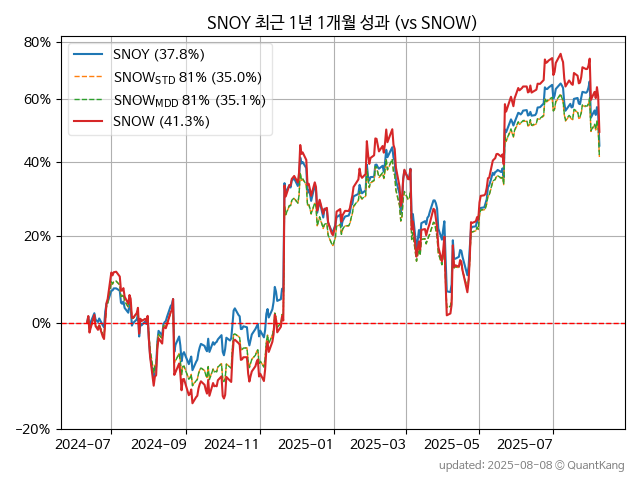 SNOY 최근 1년 1개월 성과 (vs SNOW)
80%
60%
40%
20%
0%
−20%
SNOY (37.8%)
SNOW_STD 81% (35.0%)
SNOW_MDD 81% (35.1%)
SNOW (41.3%)
2024-07 2024-09 2024-11 2025-01 2025-03 2025-05 2025-07
updated: 2025-08-08 © QuantKang